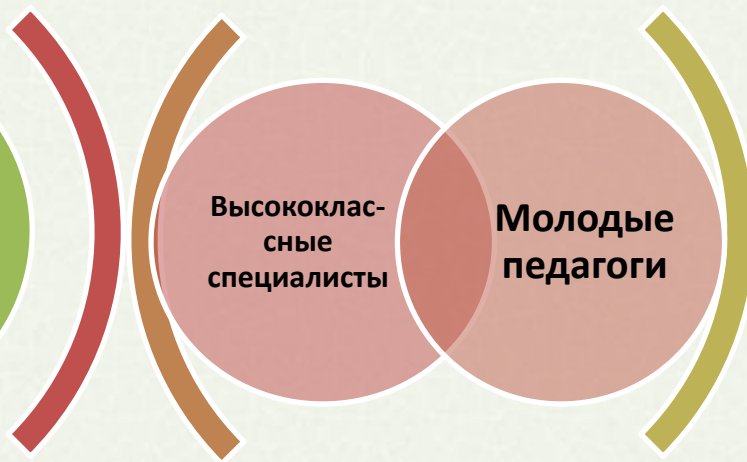 Высококлас-
сные
специалисты
Молодые
педагоги